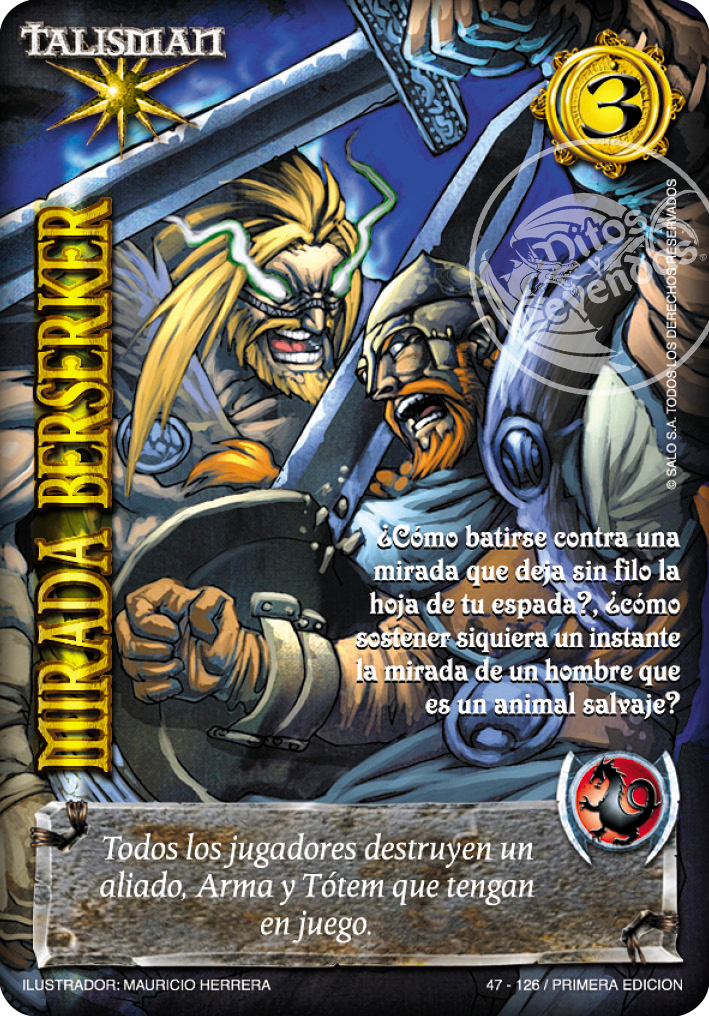 TALISMAN
3
MIRADA BERSERKER
Mitos y Leyendas
© SALO S.A. TODOS LOS DERECHOS RESERVADOS
¿Cómo batirse contra una
mirada que deja sin filo la
hoja de tu espada?, ¿cómo
sostener siquiera un instante
la mirada de un hombre que
es un animal salvaje?
Todos los jugadores destruyen un
aliado, Arma y Tótem que tengan
en juego.
ILUSTRADOR: MAURICIO HERRERA
47 - 126 / PRIMERA EDICION